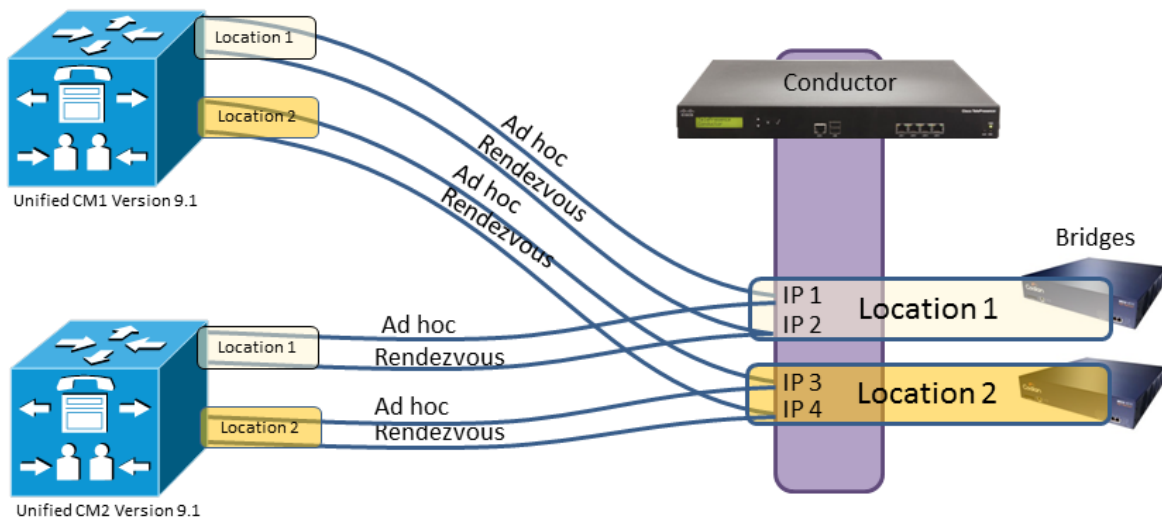 Location 1
Location 2
Unified CM1 Version 9.1
Ad hoc
Rendezvous
Ad hoc
Rendezvous
Conductor
Bridges
IP 1
IP 2
Location 1
IP 3
IP 4
Location 2
Location 1
Location 2
Unified CM2 Version 9.1
Ad hoc
Rendezvous
Ad hoc
Rendezvous